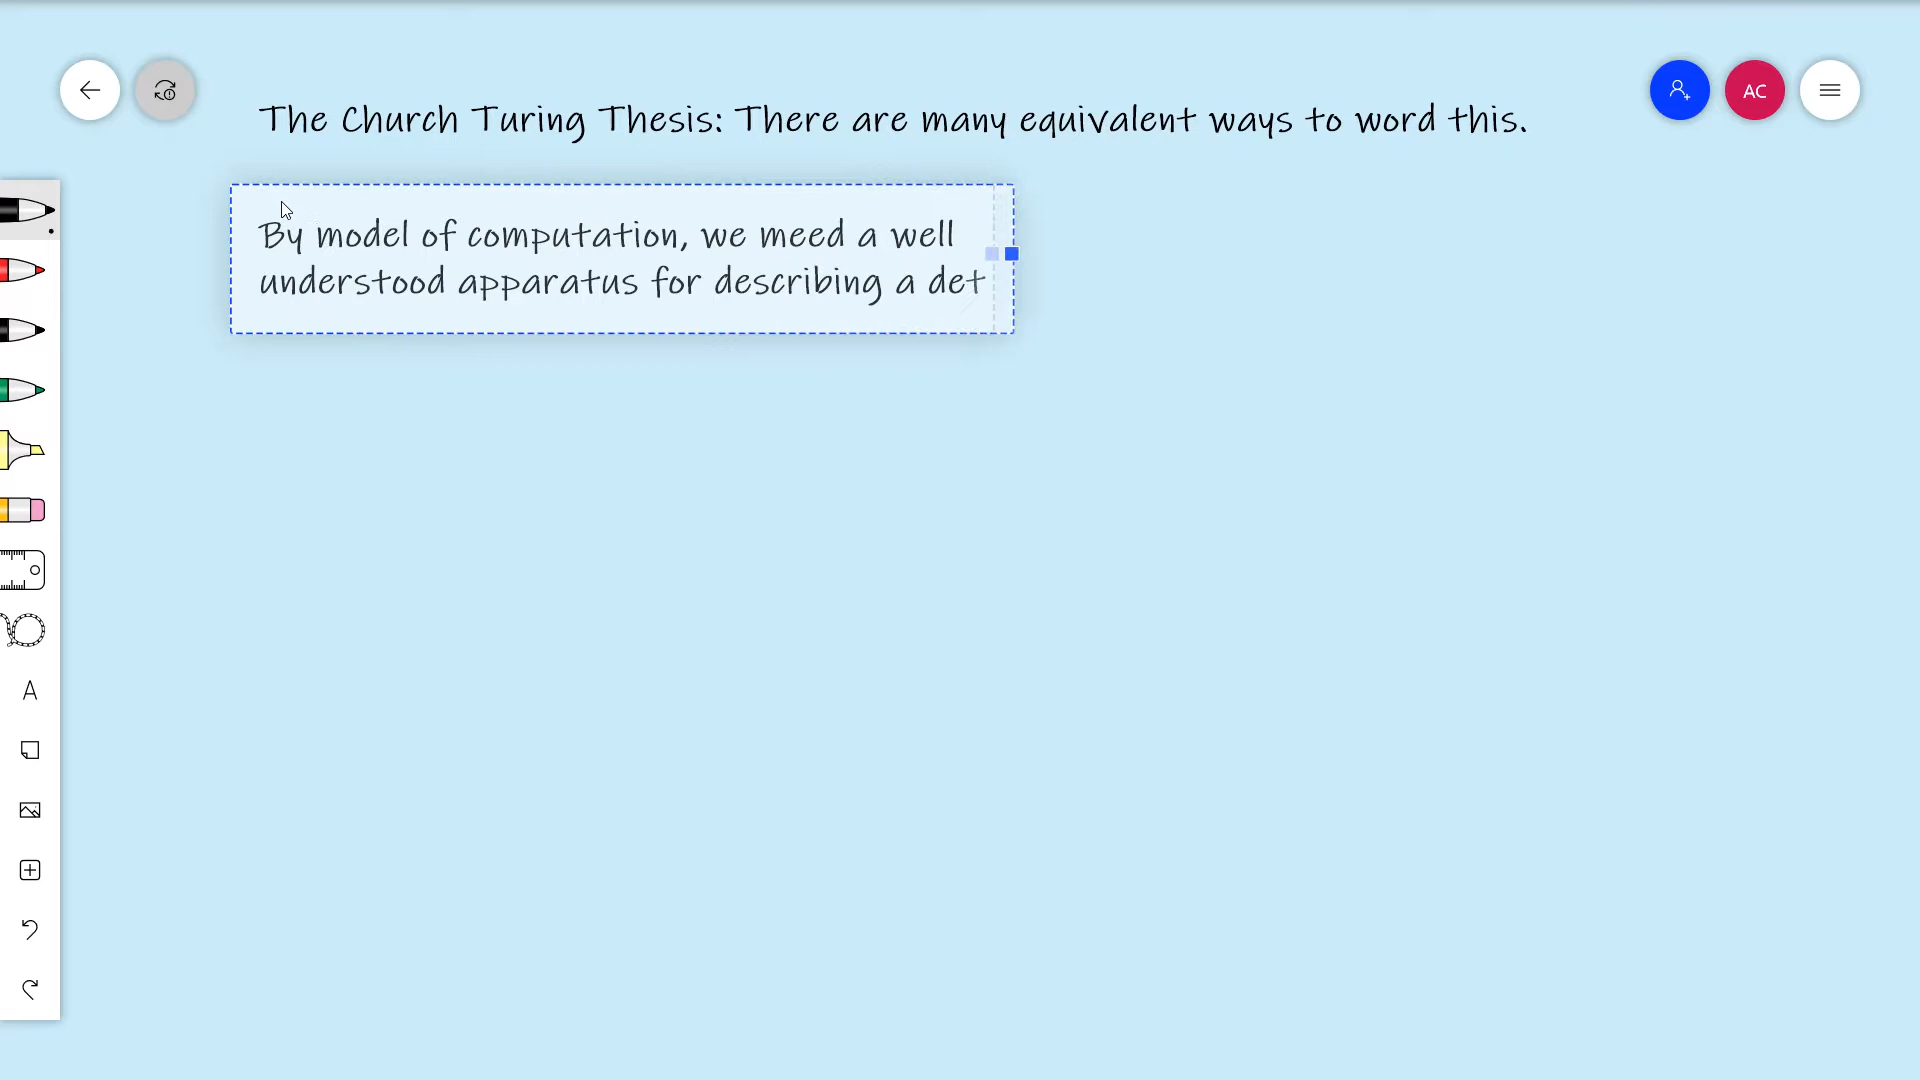 The Church Turing Thesis: There are many equivalent ways to word this.
AC
By model of computation, we meed a well
understood apparatus for describing a det
A